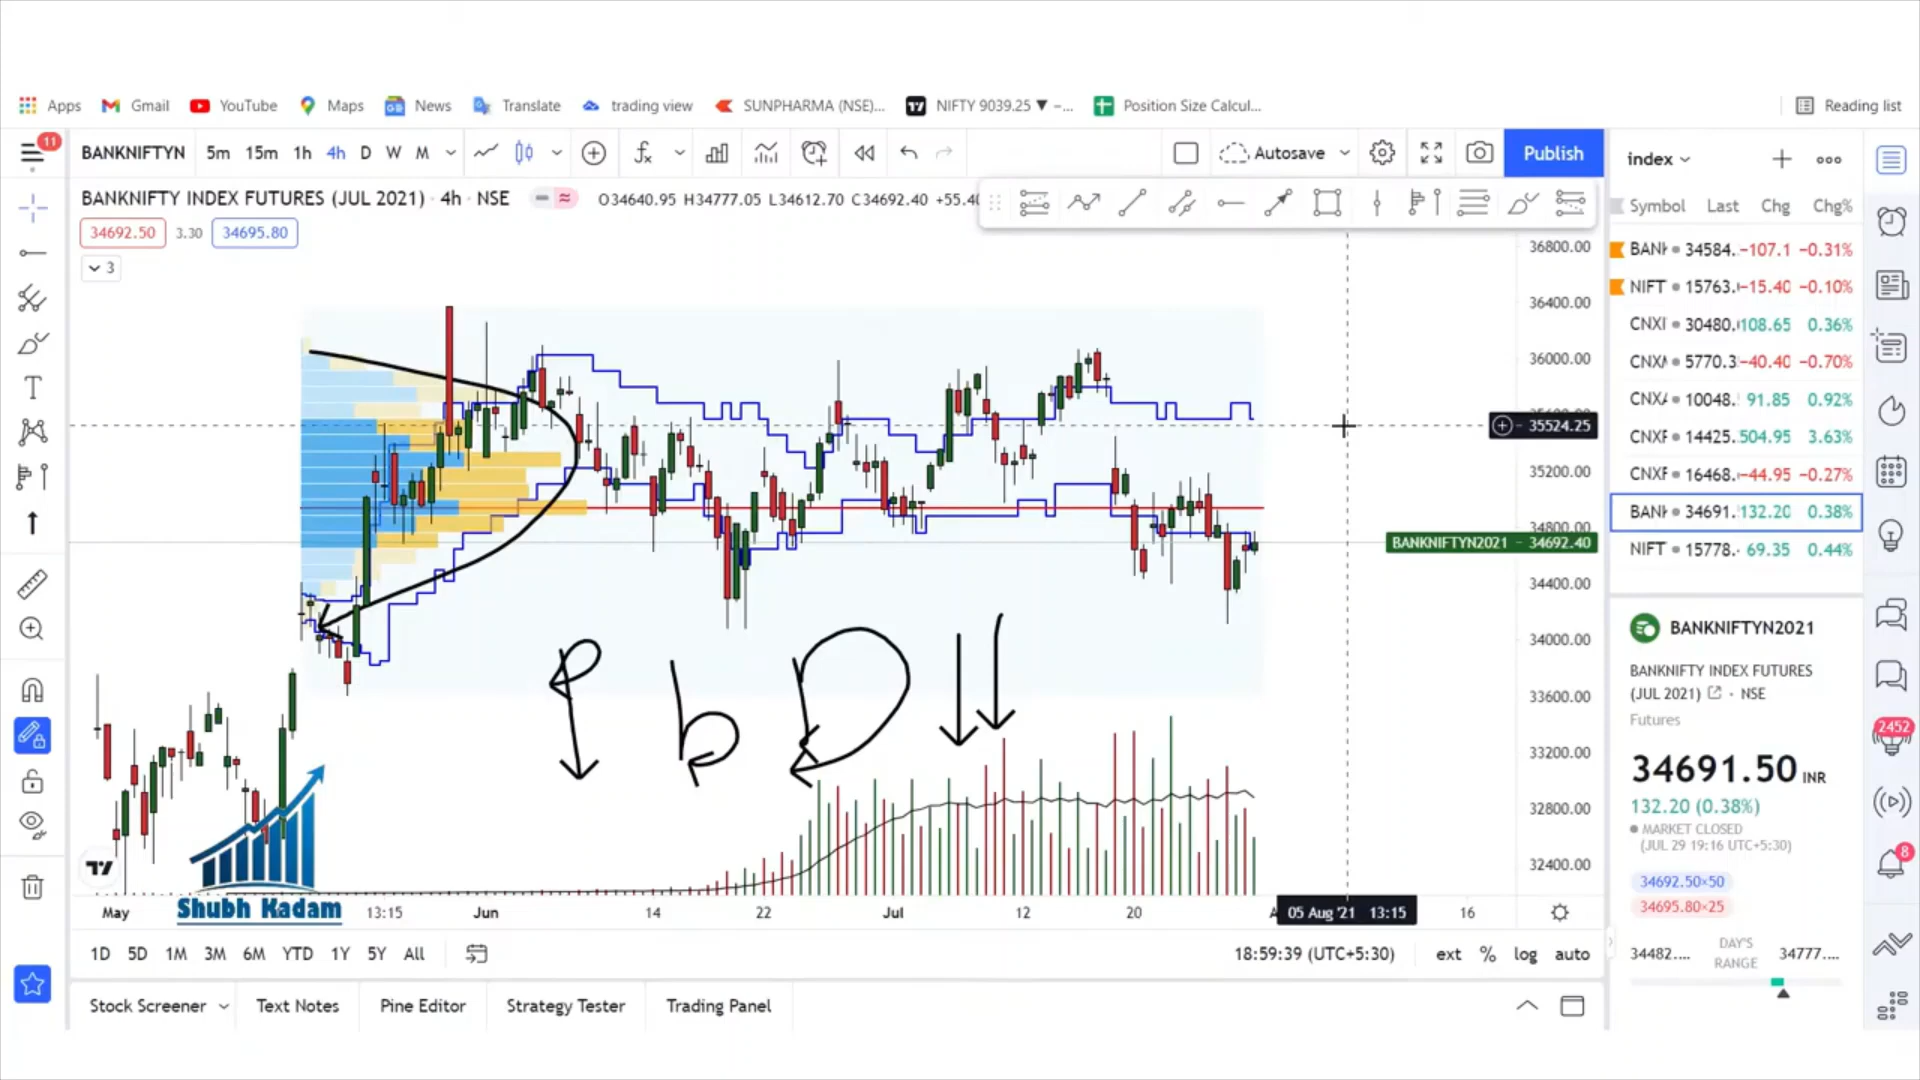 Apps Gmail YouTube Maps News Translate trading view SUNPHARMA (NSE)... NIFTY 9039.25 ▼ −... Position Size Calcul... Reading list
11
BANKNIFTYN 5m 15m 1h 4h D W M Autosave Publish index
BANKNIFTY INDEX FUTURES (JUL 2021) · 4h · NSE O34640.95 H34777.05 L34612.70 C34692.40 +55.40
Symbol Last Chg Chg%
34692.50 3.30 34695.80
3
36800.00
36400.00
36000.00
35524.25
35200.00
34800.00
BANKNIFTYN2021 − 34692.40
34400.00
34000.00
33600.00
33200.00
32800.00
32400.00
BANK 34584. −107.1 −0.31%
NIFT 15763. −15.40 −0.10%
CNXI 30480. 108.65 0.36%
CNXM 5770.3 −40.40 −0.70%
CNXA 10048. 91.85 0.92%
CNXF 14425. 504.95 3.63%
CNXF 16468. −44.95 −0.27%
BANK 34691. 132.20 0.38%
NIFT 15778. 69.35 0.44%
P b D
BANKNIFTYN2021
BANKNIFTY INDEX FUTURES
(JUL 2021) · NSE
Futures
34691.50 INR
132.20 (0.38%)
MARKET CLOSED
(JUL 29 19:16 UTC+5:30)
34692.50×50
34695.80×25
34482.... DAY'S RANGE 34777....
2452
8
Shubh Kadam
May 13:15 Jun 14 22 Jul 12 20 05 Aug '21 13:15 16
1D 5D 1M 3M 6M YTD 1Y 5Y All 18:59:39 (UTC+5:30) ext % log auto
Stock Screener Text Notes Pine Editor Strategy Tester Trading Panel